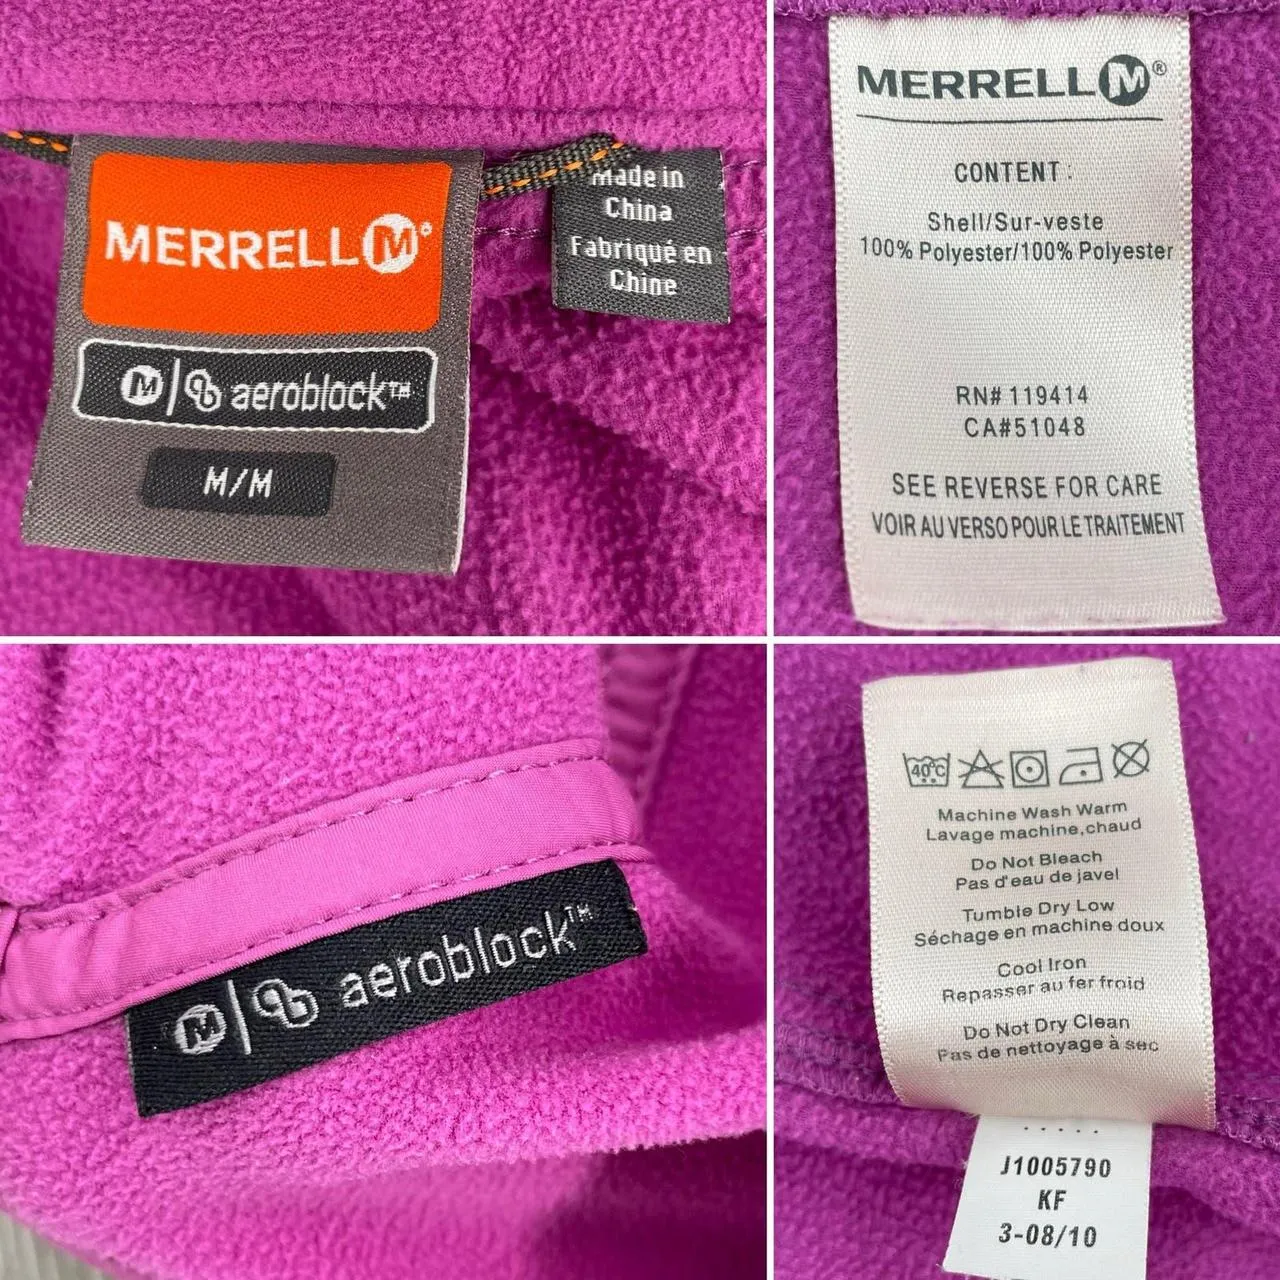 MERRELL M
M aeroblock™
M/M
Made in
China
Fabriqué en
Chine
MERRELL M®
CONTENT :
Shell/Sur-veste
100% Polyester/100% Polyester
RN# 119414
CA#51048
SEE REVERSE FOR CARE
VOIR AU VERSO POUR LE TRAITEMENT
M aeroblock™
40°C
Machine Wash Warm
Lavage machine,chaud
Do Not Bleach
Pas d'eau de javel
Tumble Dry Low
Séchage en machine doux
Cool Iron
Repasser au fer froid
Do Not Dry Clean
Pas de nettoyage à sec
J1005790
KF
3-08/10